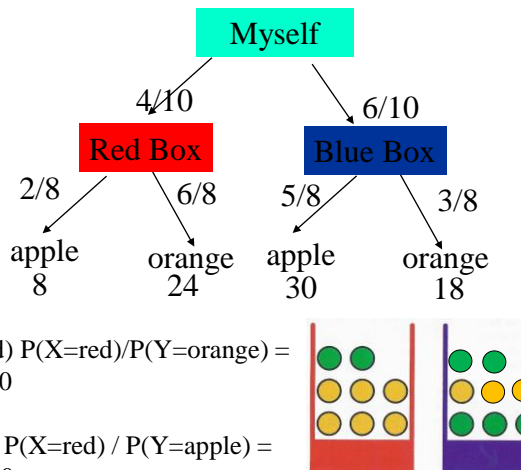 Myself
4/10 6/10
Red Box Blue Box
2/8 6/8 5/8 3/8
apple orange apple orange
8 24 30 18
P(X=red)/P(Y=orange) =
0
P(X=red) / P(Y=apple) =